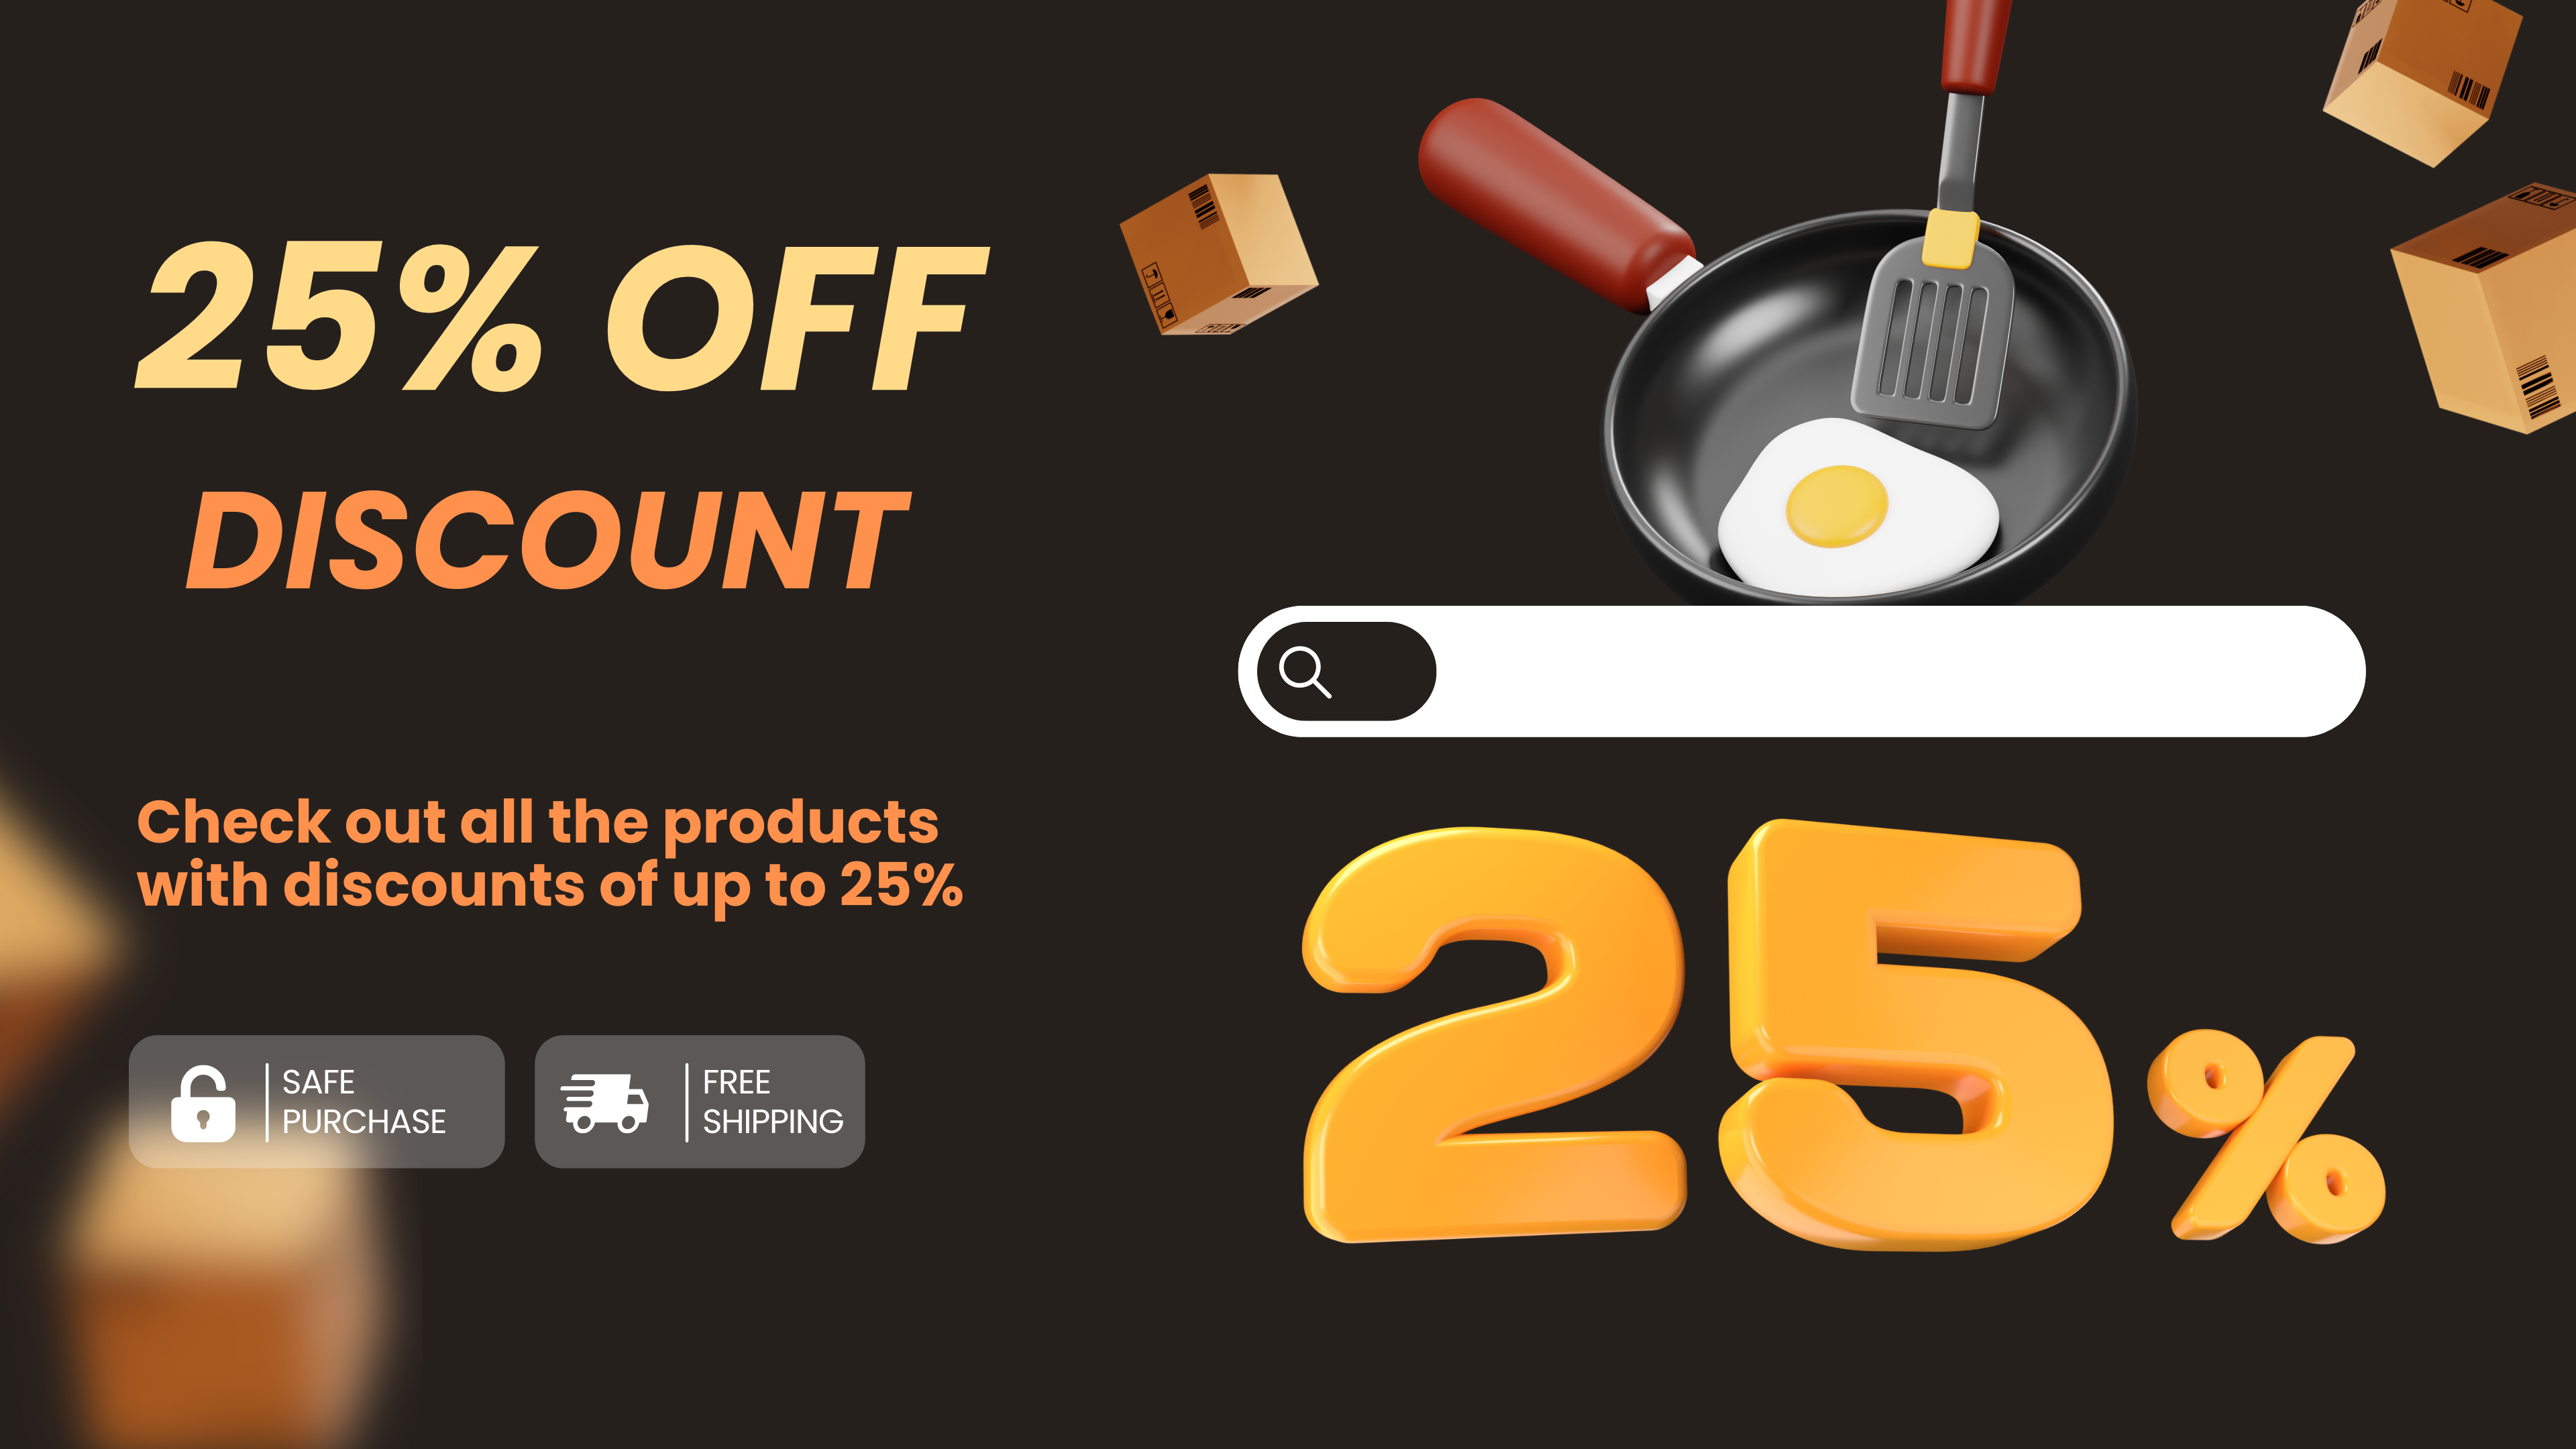 25% OFF
DISCOUNT
Check out all the products
with discounts of up to 25%
SAFE
PURCHASE
FREE
SHIPPING
25%